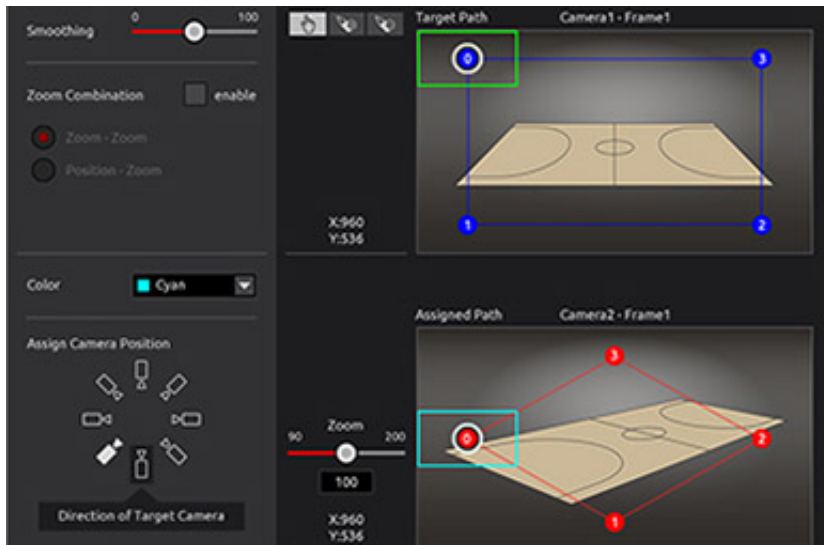 Smoothing
0
100
Zoom Combination
enable
Zoom - Zoom
Position - Zoom
Color
Cyan
Assign Camera Position
Direction of Target Camera
X:960
Y:536
Zoom
90
200
100
X:960
Y:536
Target Path
Camera1 - Frame1
0
3
1
2
Assigned Path
Camera2 - Frame1
3
0
2
1